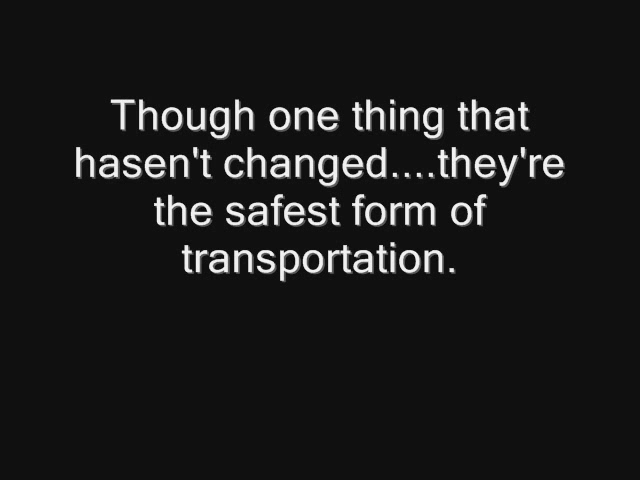 Though one thing that
hasen't changed....they're
the safest form of
transportation.